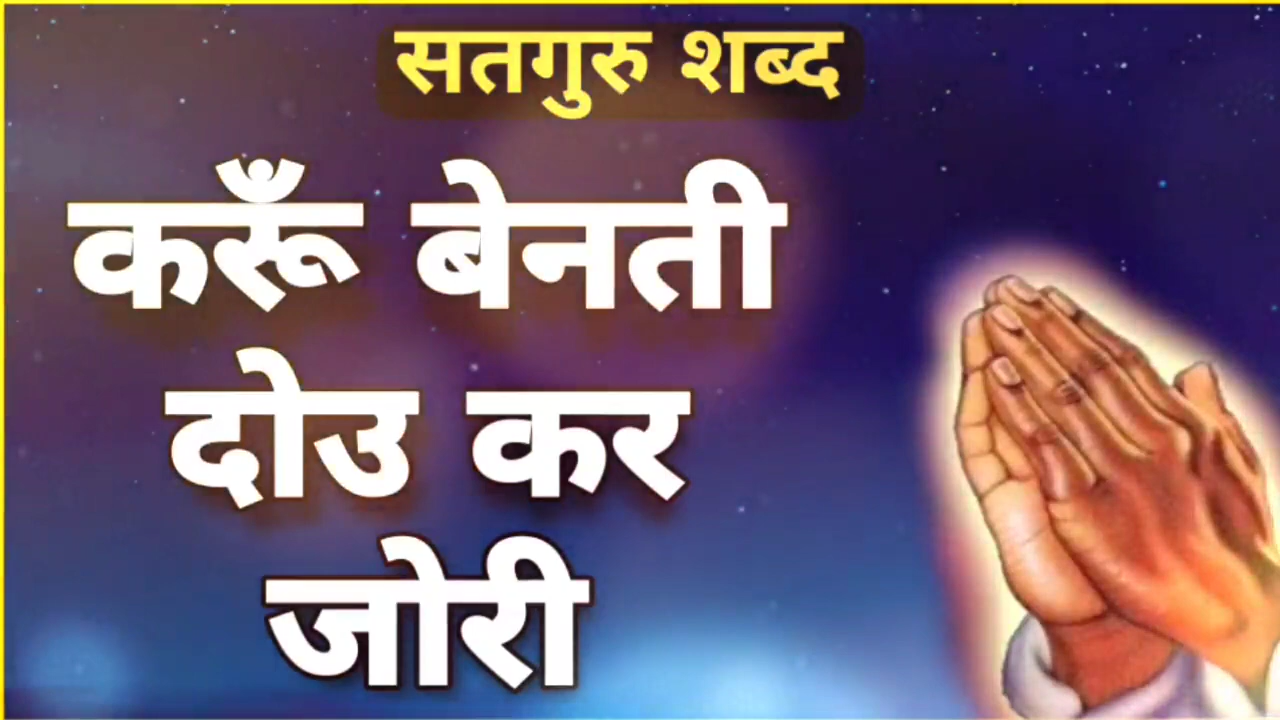 सतगुरु शब्द
करूँ बेनती
दोउ कर
जोरी